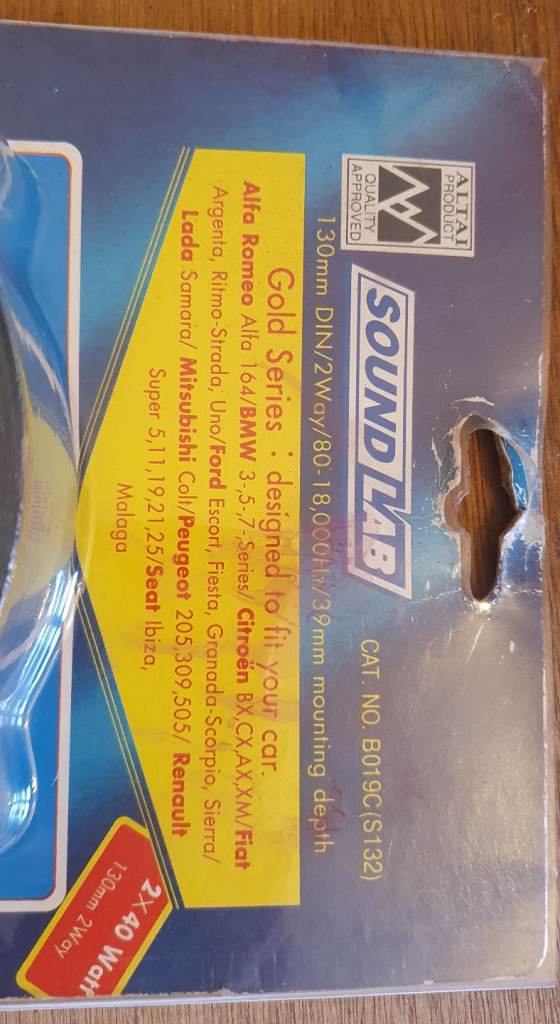 ALTAI
PRODUCT
QUALITY
APPROVED
SOUND LAB
CAT. NO. B019C(S132)
130mm DIN/2Way/80-18,000Hz/39mm mounting depth
Gold Series : designed to fit your car.
Alfa Romeo Alfa 164/BMW 3-,5-7-,Series/ Citroën BX,CX,AX,XM/Fiat
Argenta, Ritmo-Strada, Uno/Ford Escort, Fiesta, Granada-Scorpio, Sierra/
Lada Samara/ Mitsubishi Colt/Peugeot 205,309,505/ Renault
Super 5,11,19,21,25/Seat Ibiza,
Malaga
2X40 Watt
130mm 2Way